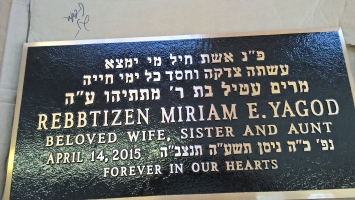 פ"נ אשת חיל מי ימצא
עשתה צדקה וחסד כל ימי חייה
מרים עטיל בת ר' מתתיהו ע"ה
REBBTIZEN MIRIAM E. YAGOD
BELOVED WIFE, SISTER AND AUNT
APRIL 14, 2015 נפ' כ"ה ניסן תשע"ה תנצב"ה
FOREVER IN OUR HEARTS